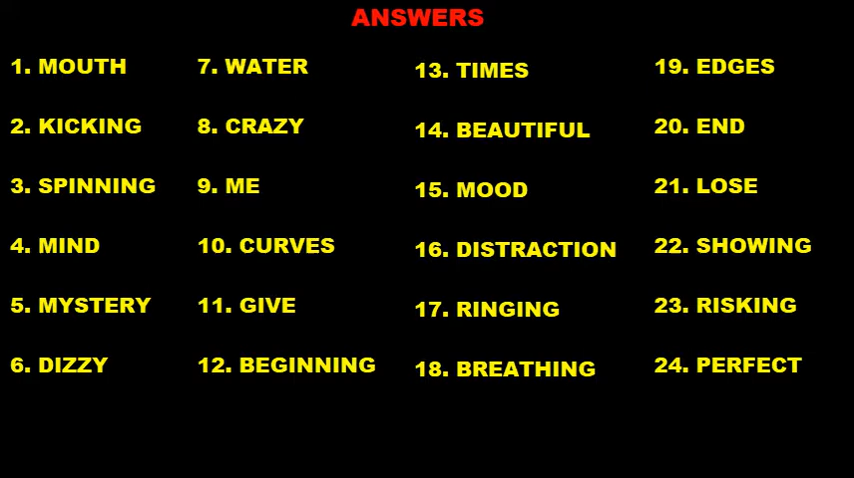 ANSWERS
1. MOUTH
2. KICKING
3. SPINNING
4. MIND
5. MYSTERY
6. DIZZY
7. WATER
8. CRAZY
9. ME
10. CURVES
11. GIVE
12. BEGINNING
13. TIMES
14. BEAUTIFUL
15. MOOD
16. DISTRACTION
17. RINGING
18. BREATHING
19. EDGES
20. END
21. LOSE
22. SHOWING
23. RISKING
24. PERFECT